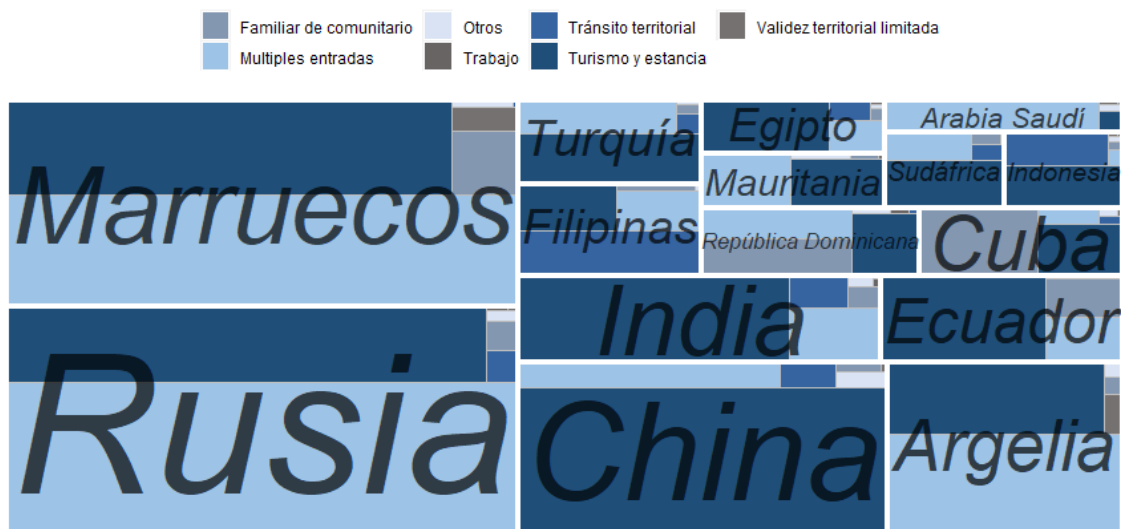 Familiar de comunitario Otros Tránsito territorial Validez territorial limitada
Multiples entradas Trabajo Turismo y estancia
Marruecos
Turquía
Egipto
Arabia Saudí
Mauritania
Sudáfrica
Indonesia
Filipinas
República Dominicana
Cuba
India
Ecuador
Rusia
China
Argelia